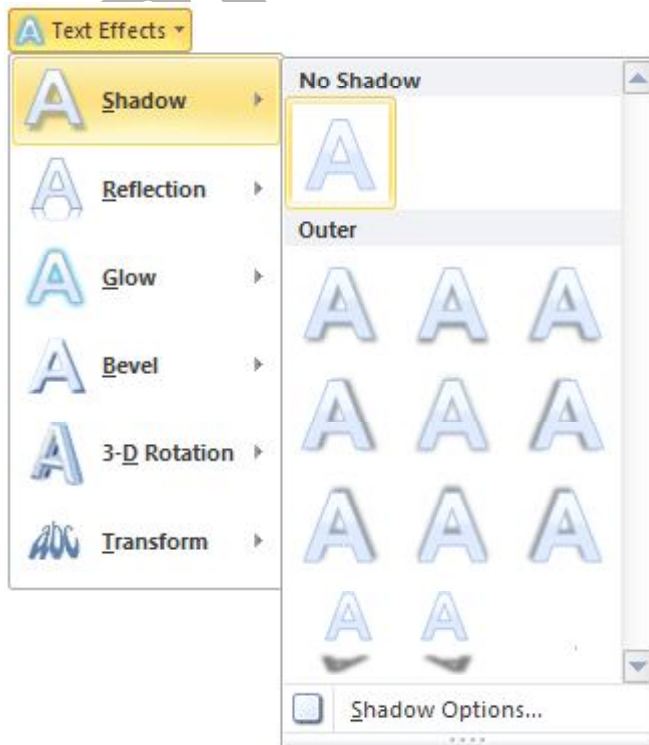 Text Effects
Shadow
Reflection
Glow
Bevel
3-D Rotation
Transform
No Shadow
Outer
Shadow Options...